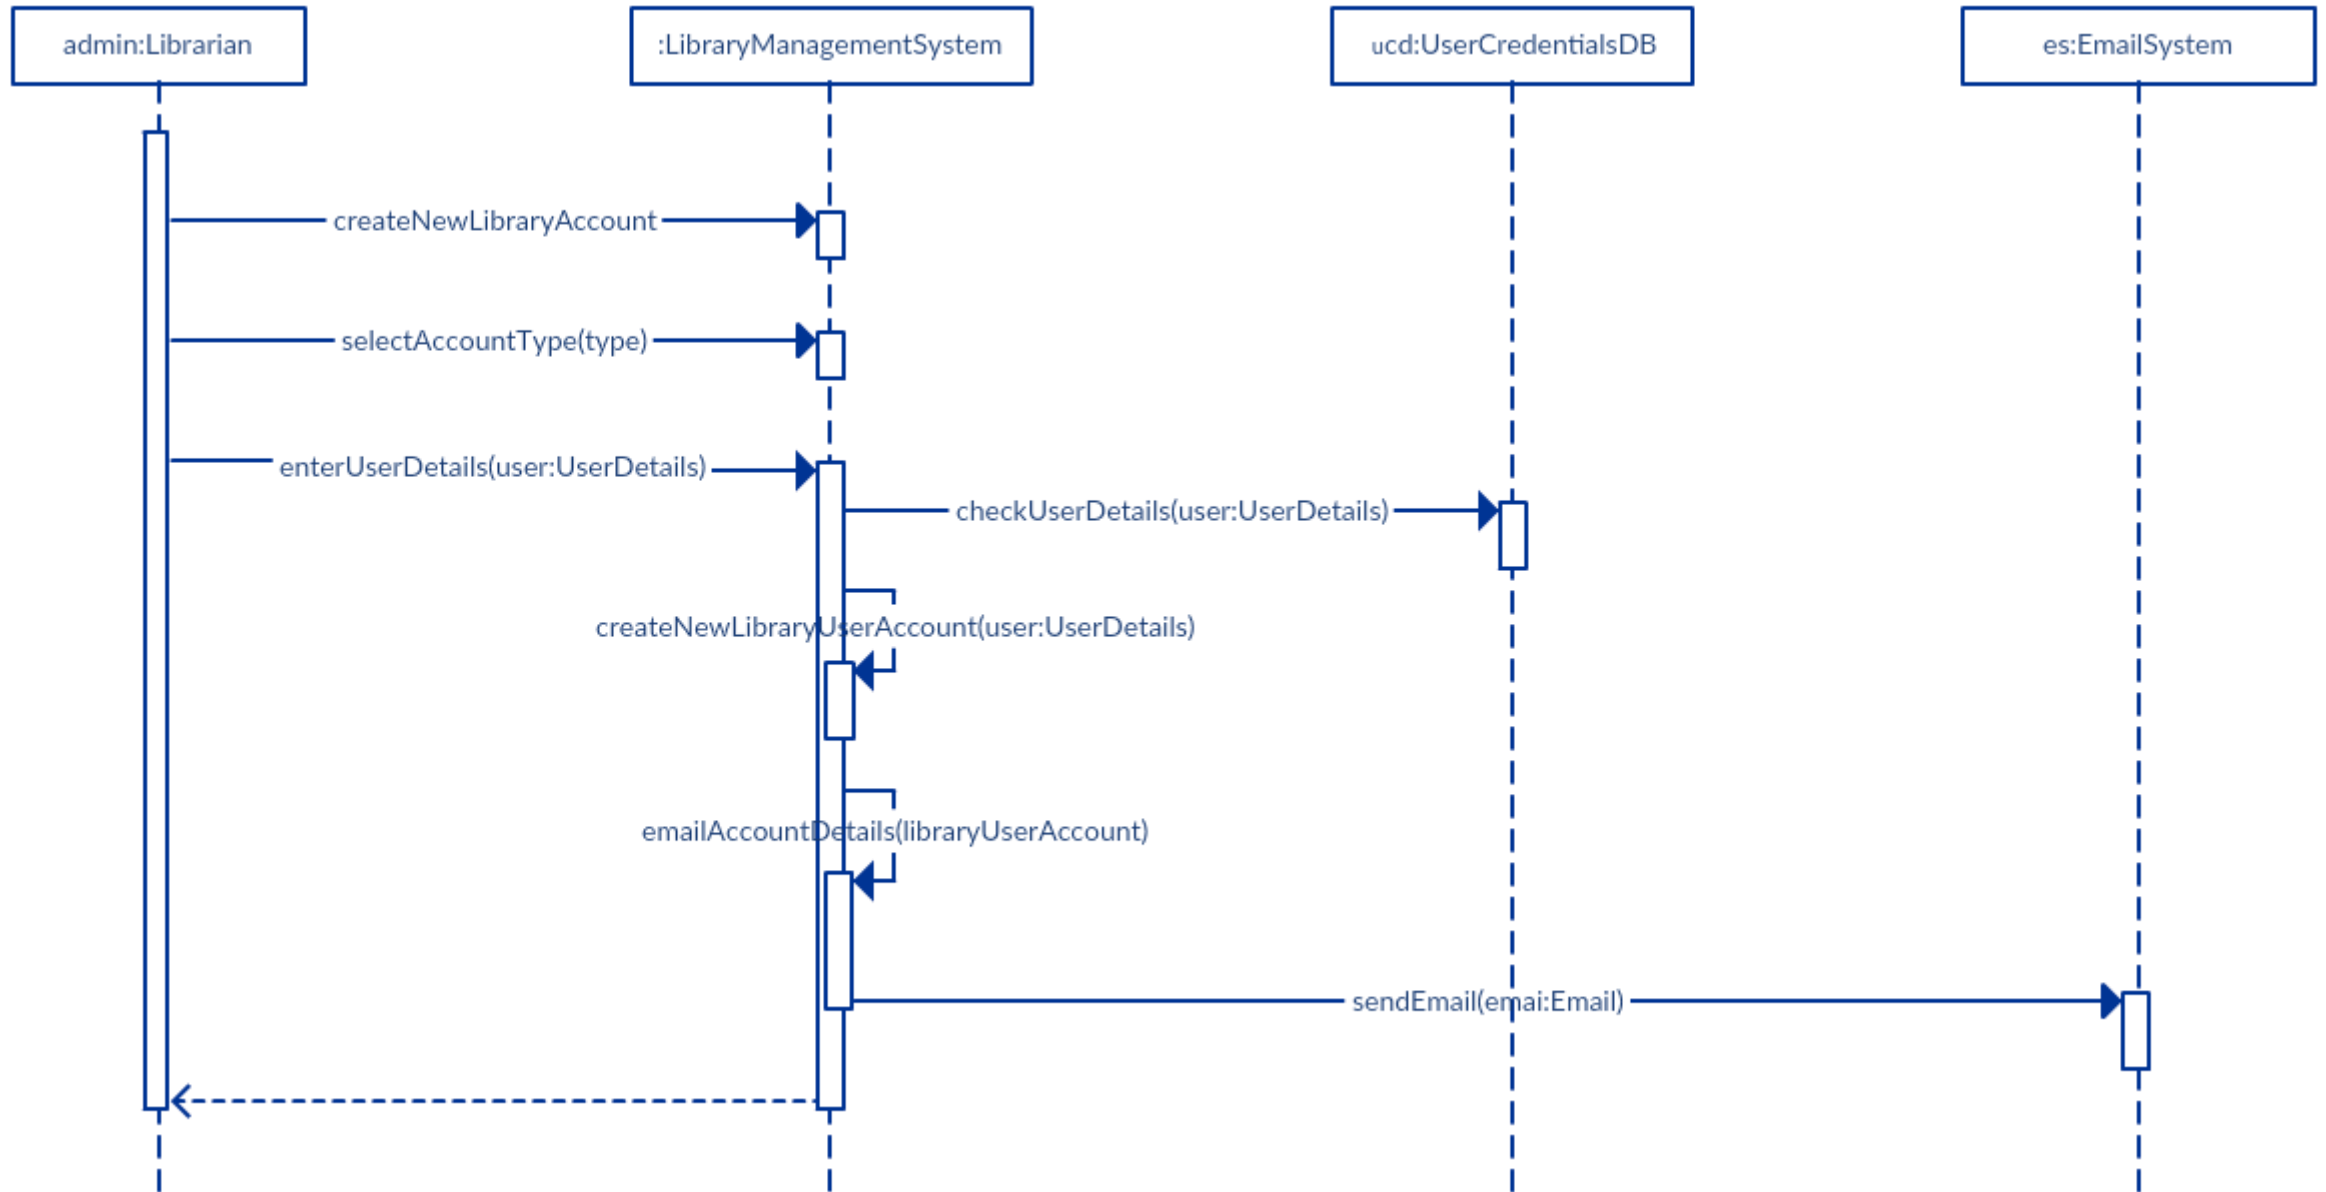 admin:Librarian
:LibraryManagementSystem
ucd:UserCredentialsDB
es:EmailSystem
createNewLibraryAccount
selectAccountType(type)
enterUserDetails(user:UserDetails)
checkUserDetails(user:UserDetails)
createNewLibraryUserAccount(user:UserDetails)
emailAccountDetails(libraryUserAccount)
sendEmail(emai:Email)